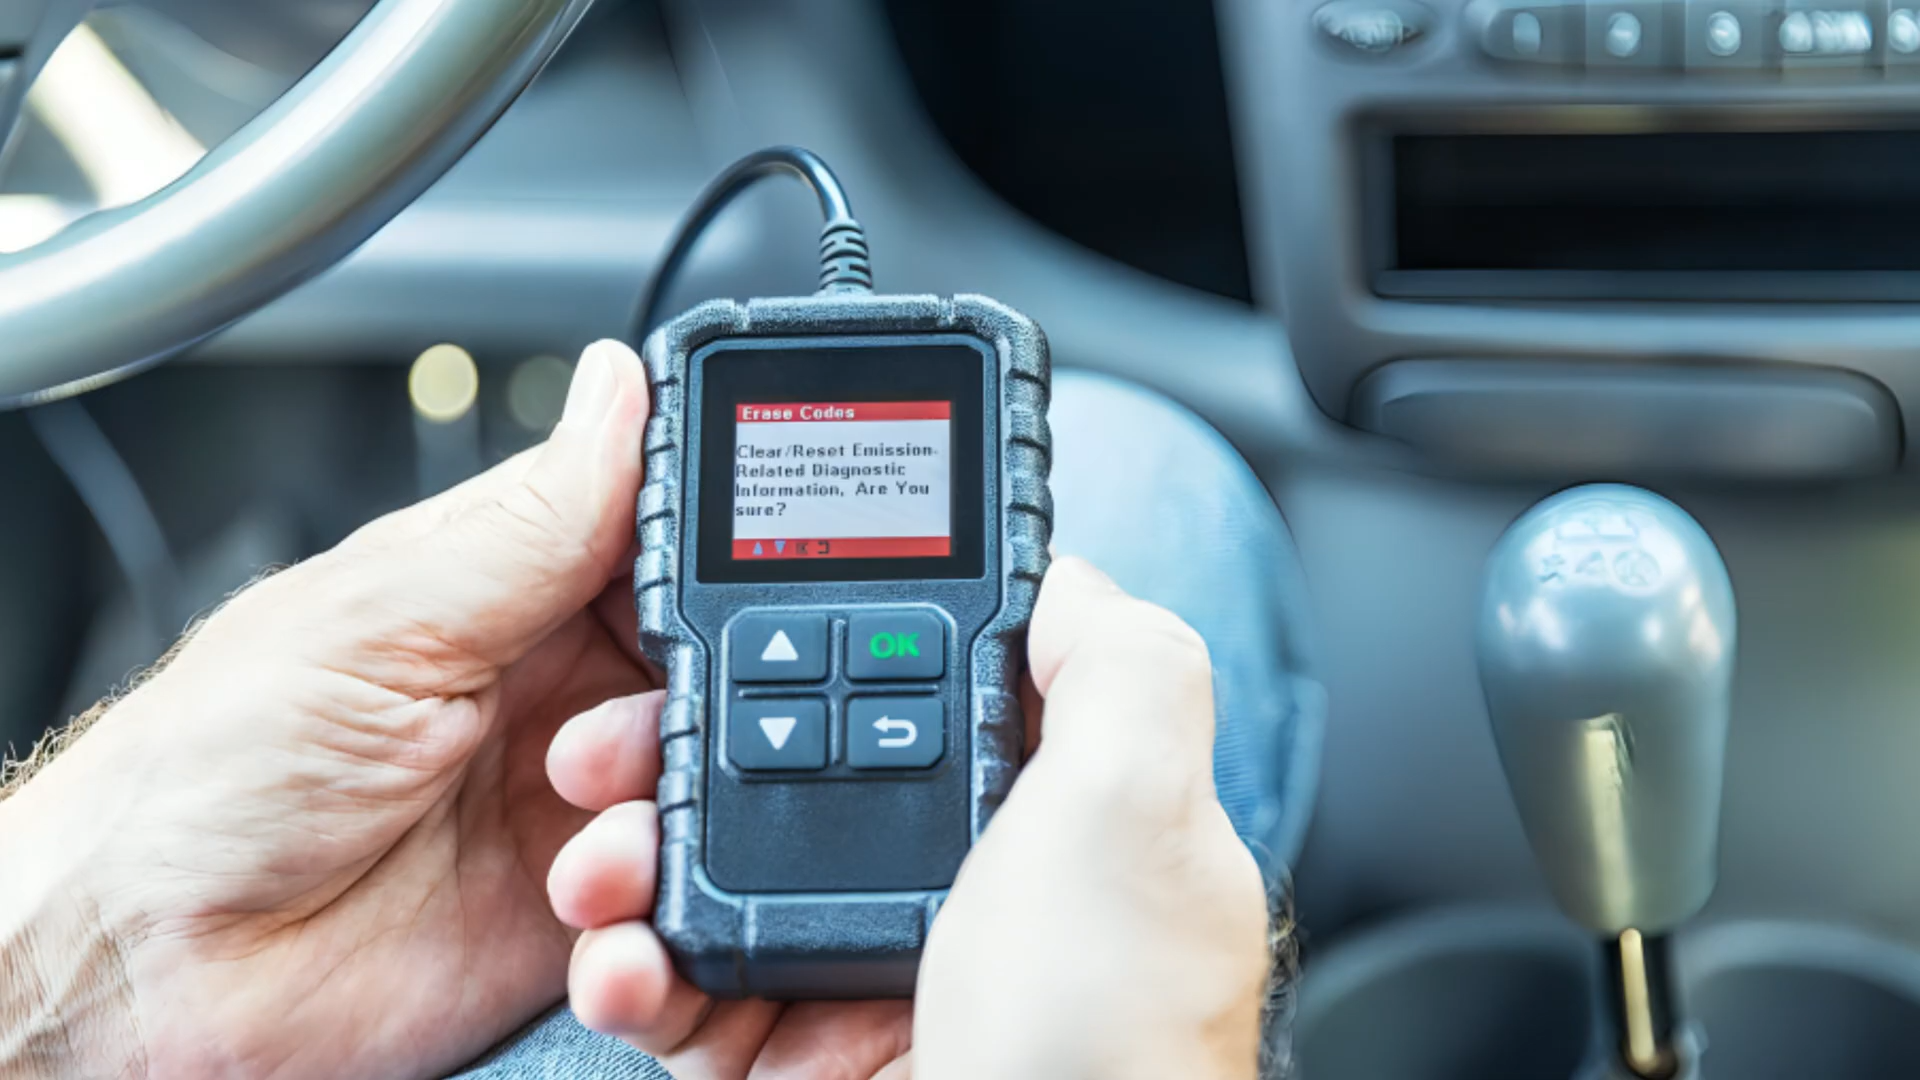 Erase Codes
Clear/Reset Emission-
Related Diagnostic
Information, Are You
sure?
OK